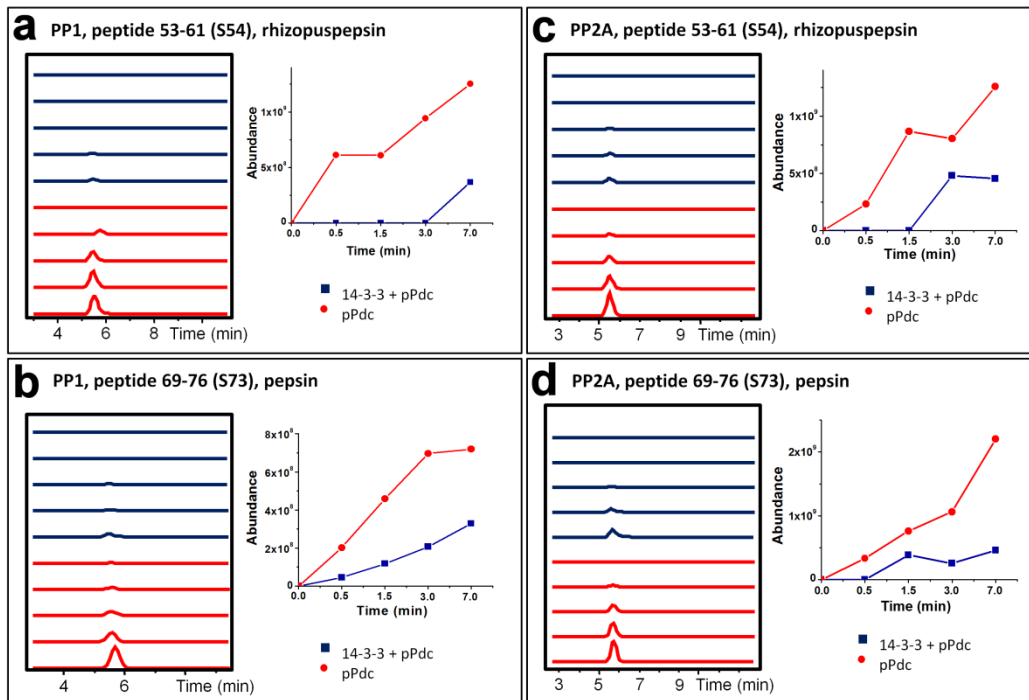 a PP1, peptide 53-61 (S54), rhizopuspepsin
1x10⁹
5x10⁸
0
Abundance
0.0 0.5 1.5 3.0 7.0
Time (min)
14-3-3 + pPdc
pPdc
4 6 8 Time (min)
c PP2A, peptide 53-61 (S54), rhizopuspepsin
1x10⁹
5x10⁸
0
Abundance
0.0 0.5 1.5 3.0 7.0
Time (min)
14-3-3 + pPdc
pPdc
3 5 7 9 Time (min)
b PP1, peptide 69-76 (S73), pepsin
8x10⁸
6x10⁸
4x10⁸
2x10⁸
0
Abundance
0.0 0.5 1.5 3.0 7.0
Time (min)
14-3-3 + pPdc
pPdc
4 6 Time (min)
d PP2A, peptide 69-76 (S73), pepsin
2x10⁹
1x10⁹
0
Abundance
0.0 0.5 1.5 3.0 7.0
Time (min)
14-3-3 + pPdc
pPdc
3 5 7 9 Time (min)